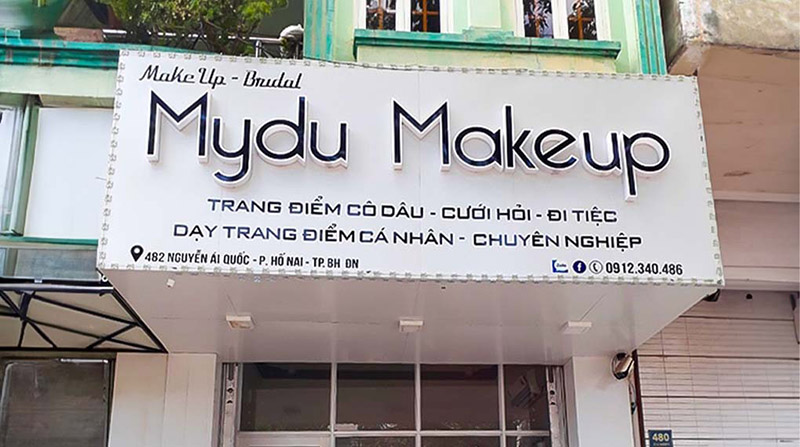 Make Up - Bridal
Mydu Makeup
TRANG ĐIỂM CÔ DÂU - CƯỚI HỎI - ĐI TIỆC
DẠY TRANG ĐIỂM CÁ NHÂN - CHUYÊN NGHIỆP
482 NGUYỄN ÁI QUỐC - P. HỐ NAI - TP. BH ĐN
0912.340.486
480